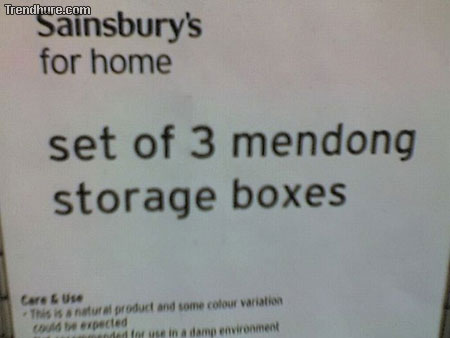 Trendhure.com
Sainsbury's
for home
set of 3 mendong
storage boxes
Care & Use
- This is a natural product and some colour variation
could be expected
recommended for use in a damp environment